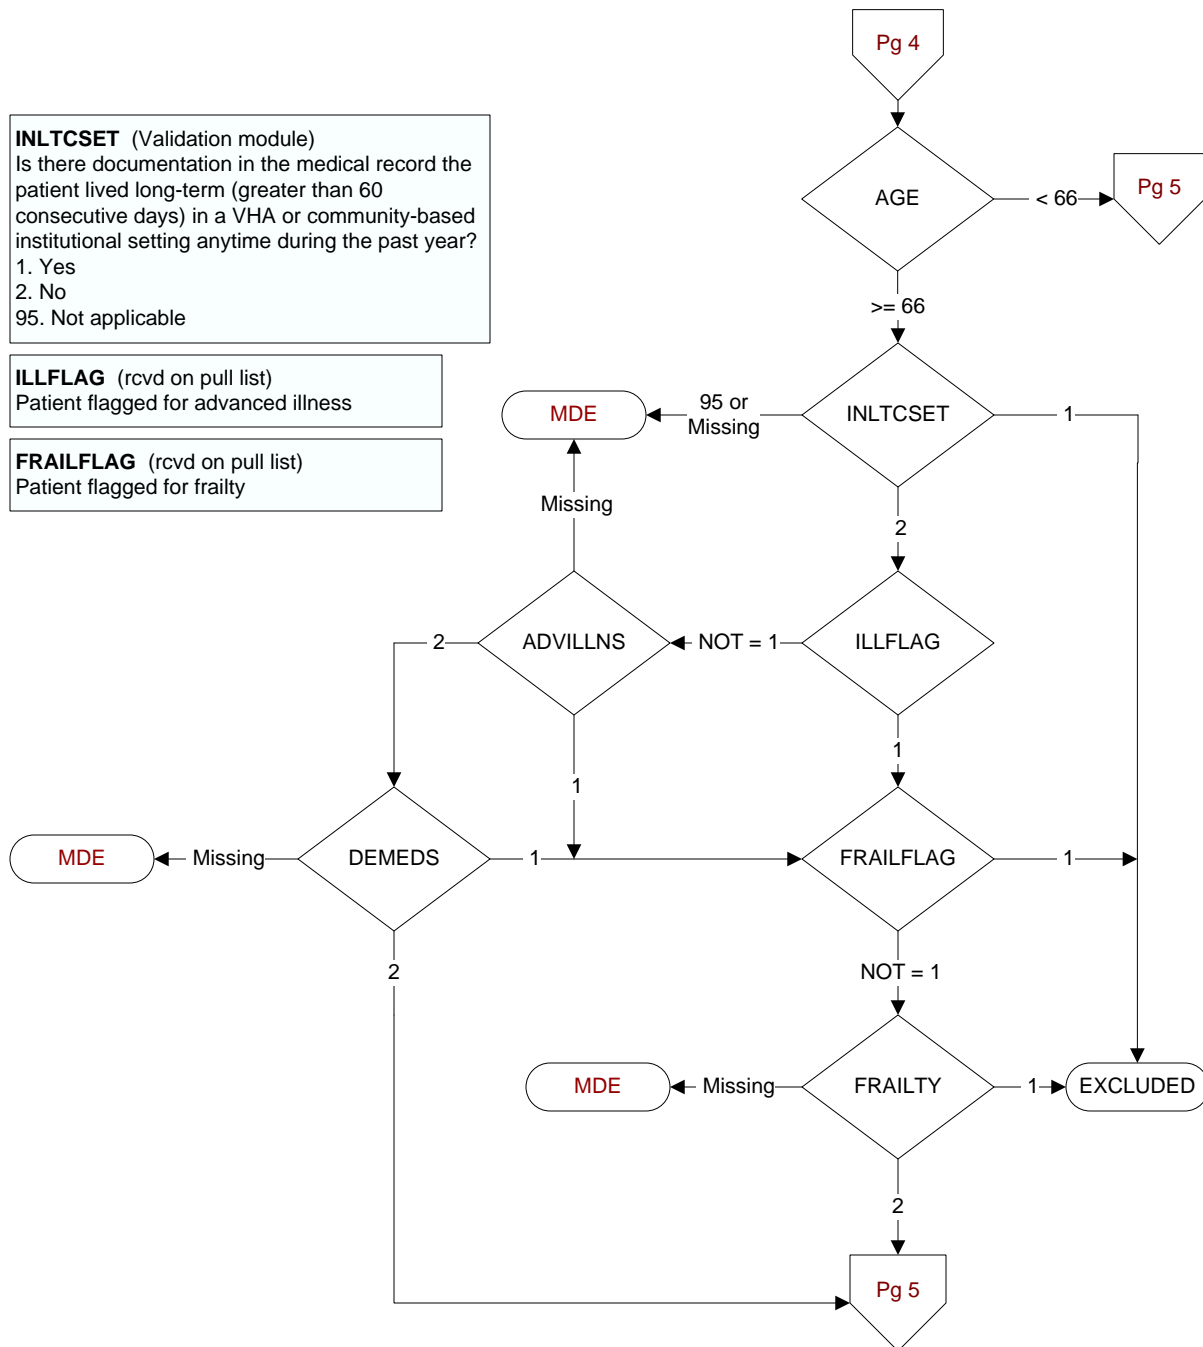 Pg 4
INLTCSET (Validation module)
Is there documentation in the medical record the
patient lived long-term (greater than 60
consecutive days) in a VHA or community-based
institutional setting anytime during the past year?
1. Yes
2. No
95. Not applicable
AGE
< 66
Pg 5
>= 66
ILLFLAG (rcvd on pull list)
Patient flagged for advanced illness
MDE
95 or
Missing
INLTCSET
1
FRAILFLAG (rcvd on pull list)
Patient flagged for frailty
Missing
2
2
ADVILLNS
NOT = 1
ILLFLAG
1
1
MDE
Missing
DEMEDS
1
FRAILFLAG
1
2
NOT = 1
MDE
Missing
FRAILTY
1
EXCLUDED
2
Pg 5